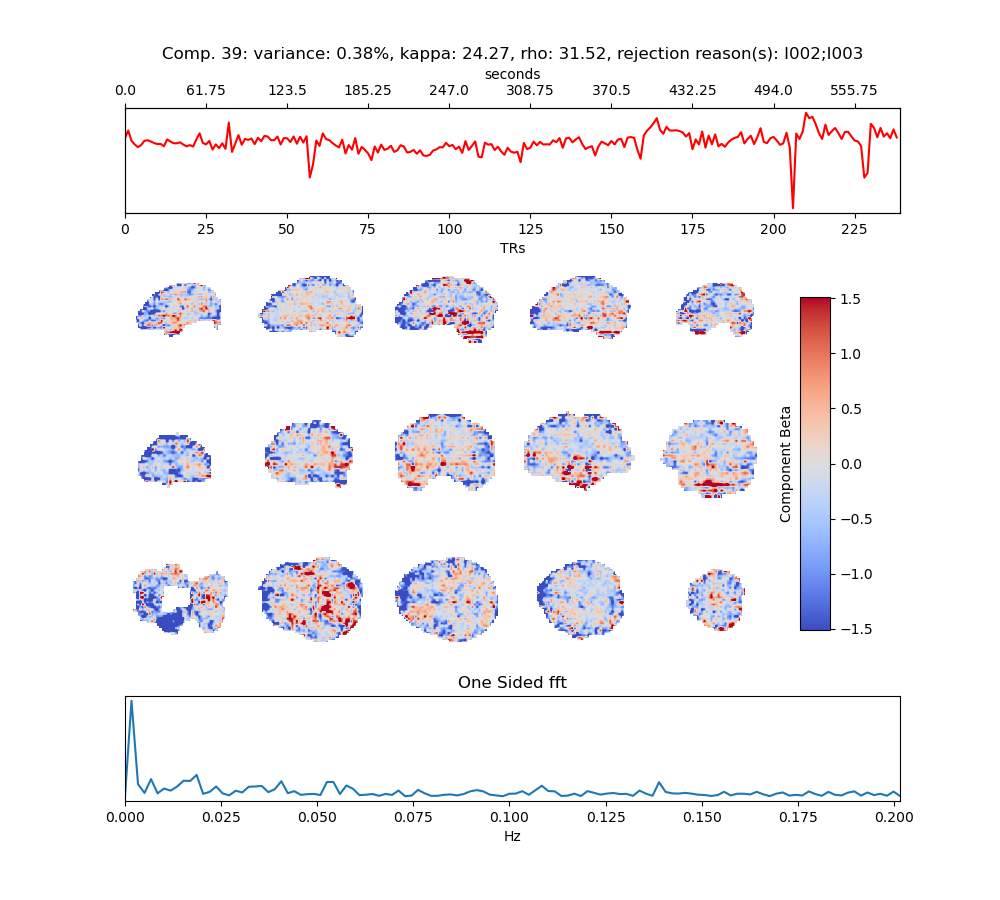 Comp. 39: variance: 0.38%, kappa: 24.27, rho: 31.52, rejection reason(s): I002;I003
seconds
0.0 61.75 123.5 185.25 247.0 308.75 370.5 432.25 494.0 555.75
0 25 50 75 100 125 150 175 200 225
TRs
1.5
1.0
0.5
0.0
−0.5
−1.0
−1.5
Component Beta
One Sided fft
0.000 0.025 0.050 0.075 0.100 0.125 0.150 0.175 0.200
Hz